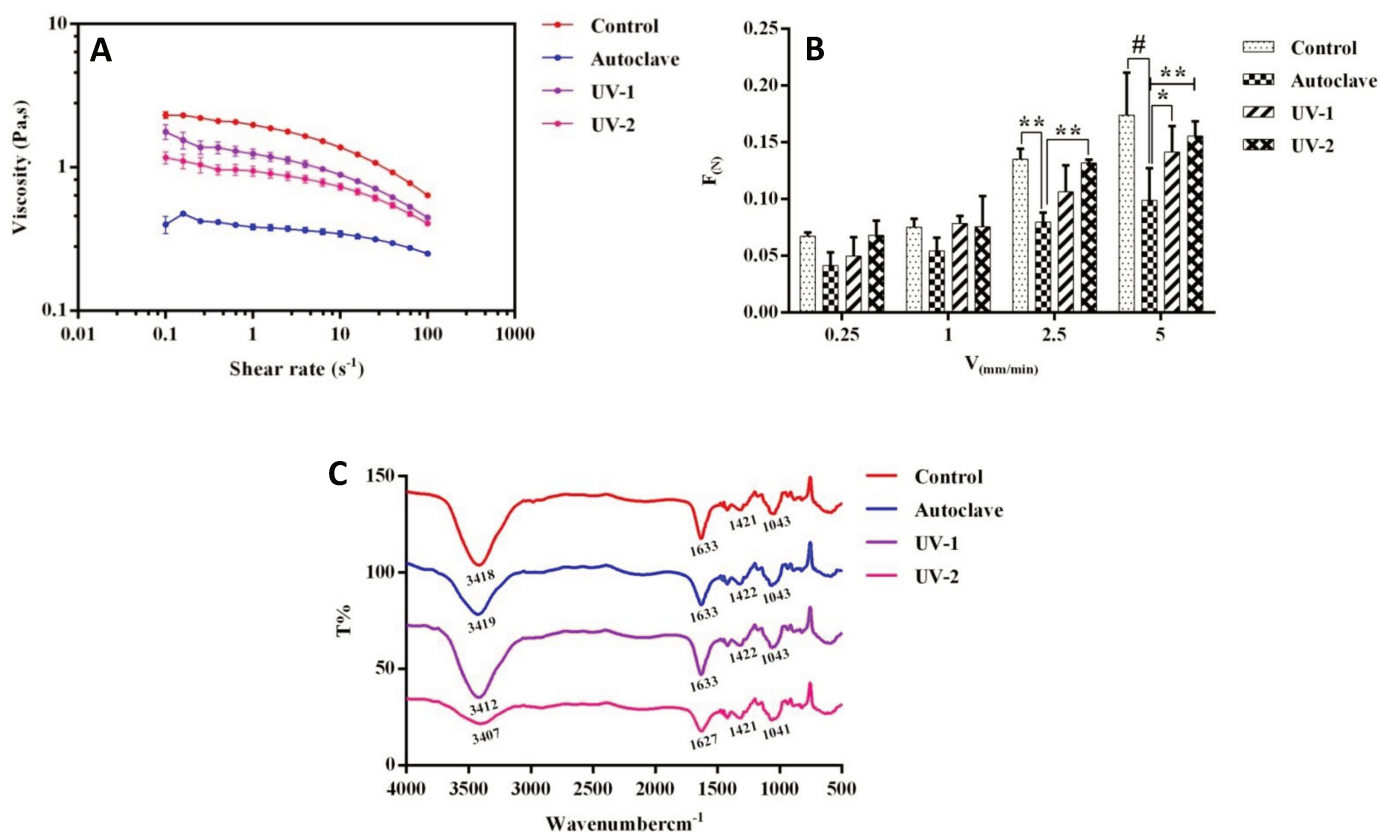 A
10
1
0.1
Viscosity (Pa,s)
0.01 0.1 1 10 100 1000
Shear rate (s⁻¹)
Control
Autoclave
UV-1
UV-2
B
0.25
0.20
0.15
0.10
0.05
0.00
F(N)
** ** # * **
0.25 1 2.5 5
V(mm/min)
Control
Autoclave
UV-1
UV-2
C
150
100
50
0
T%
3418 1633 1421 1043
3419 1633 1422 1043
3412 1633 1422 1043
3407 1627 1421 1041
4000 3500 3000 2500 2000 1500 1000 500
Wavenumbercm⁻¹
Control
Autoclave
UV-1
UV-2